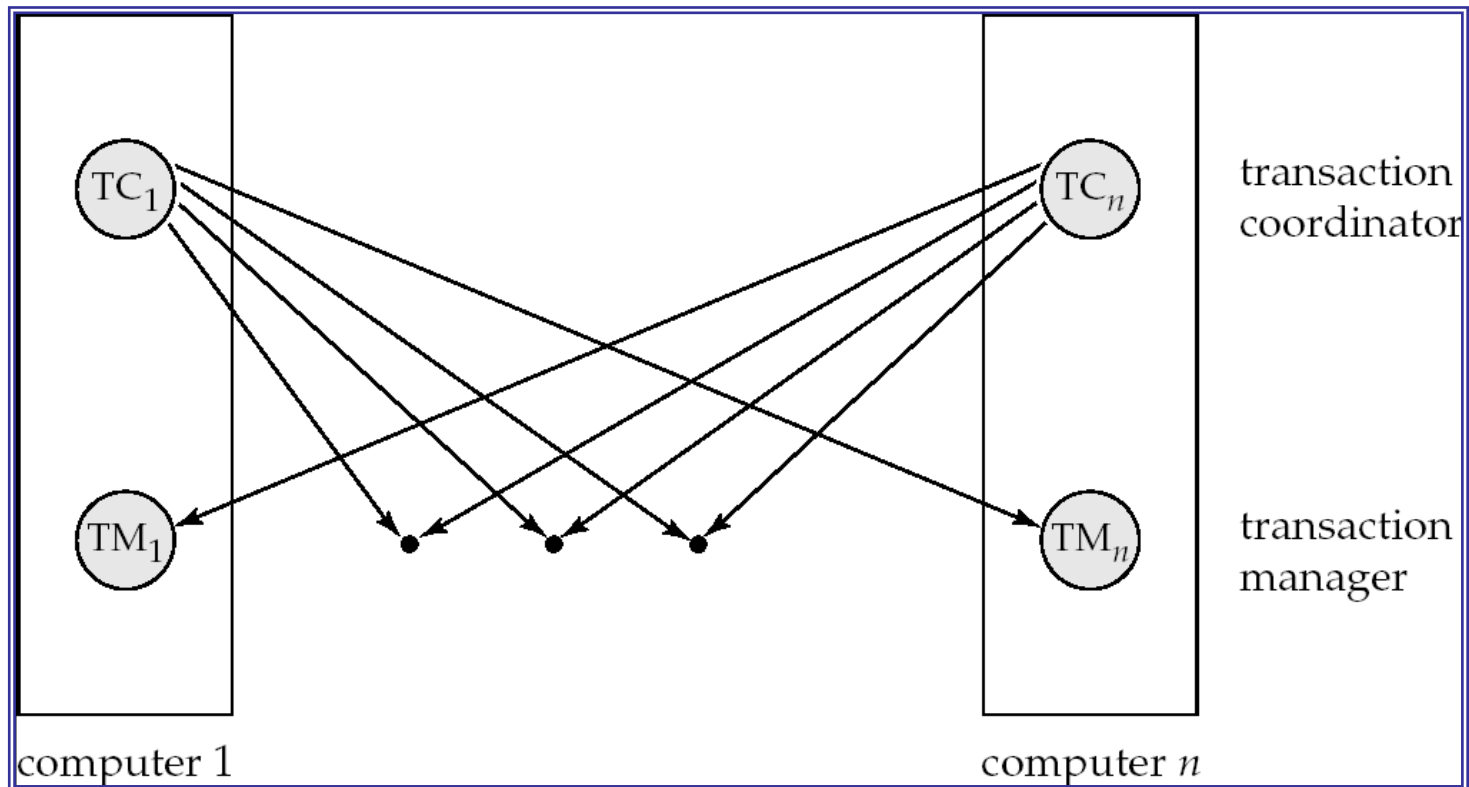 TC1
TCn
transaction
coordinator
TM1
TMn
transaction
manager
computer 1
computer n